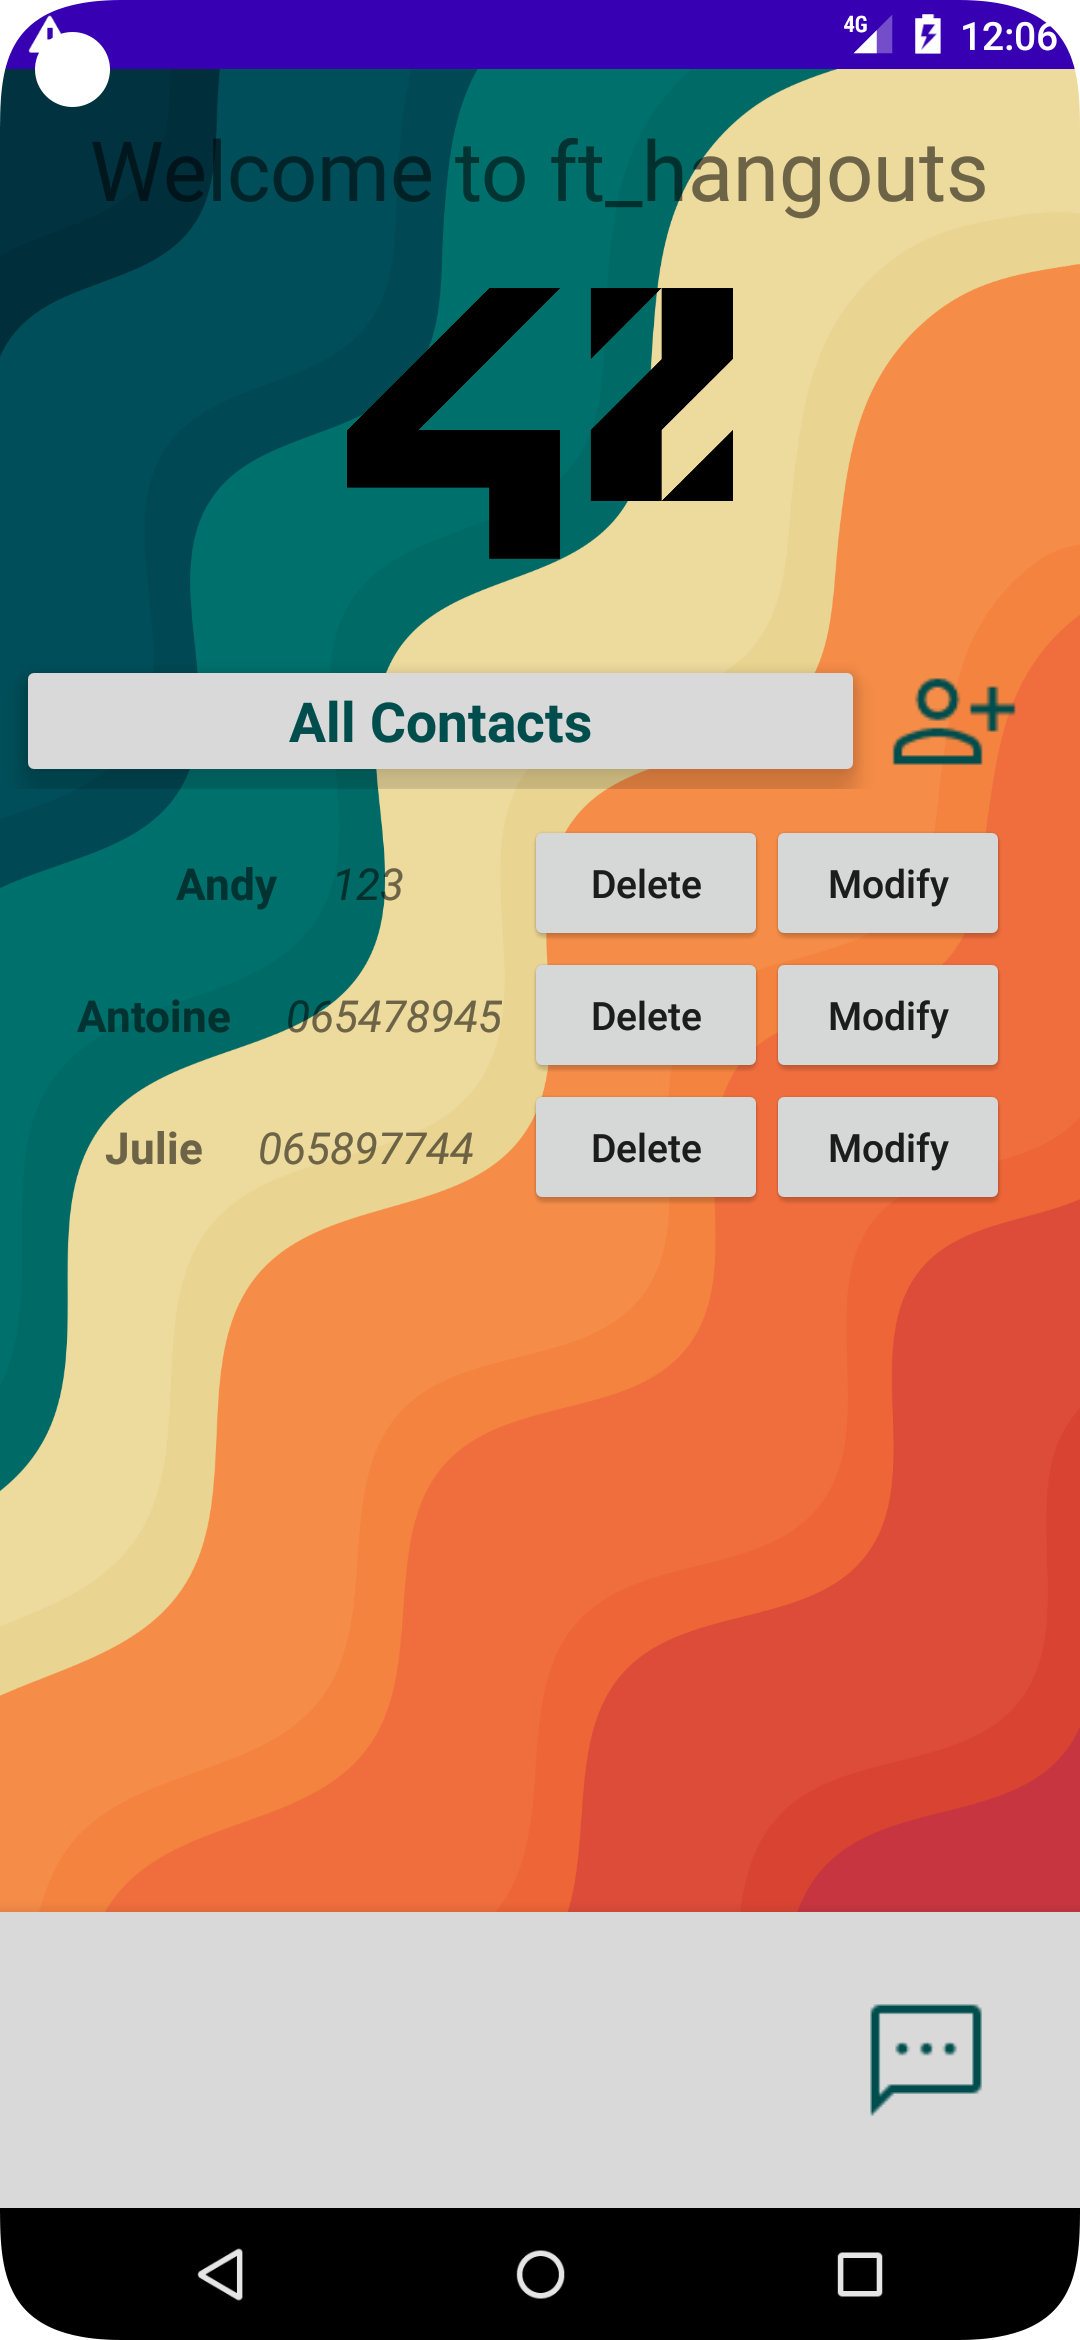 4G 12:06
Welcome to ft_hangouts
42
All Contacts
Andy 123 Delete Modify
Antoine 065478945 Delete Modify
Julie 065897744 Delete Modify